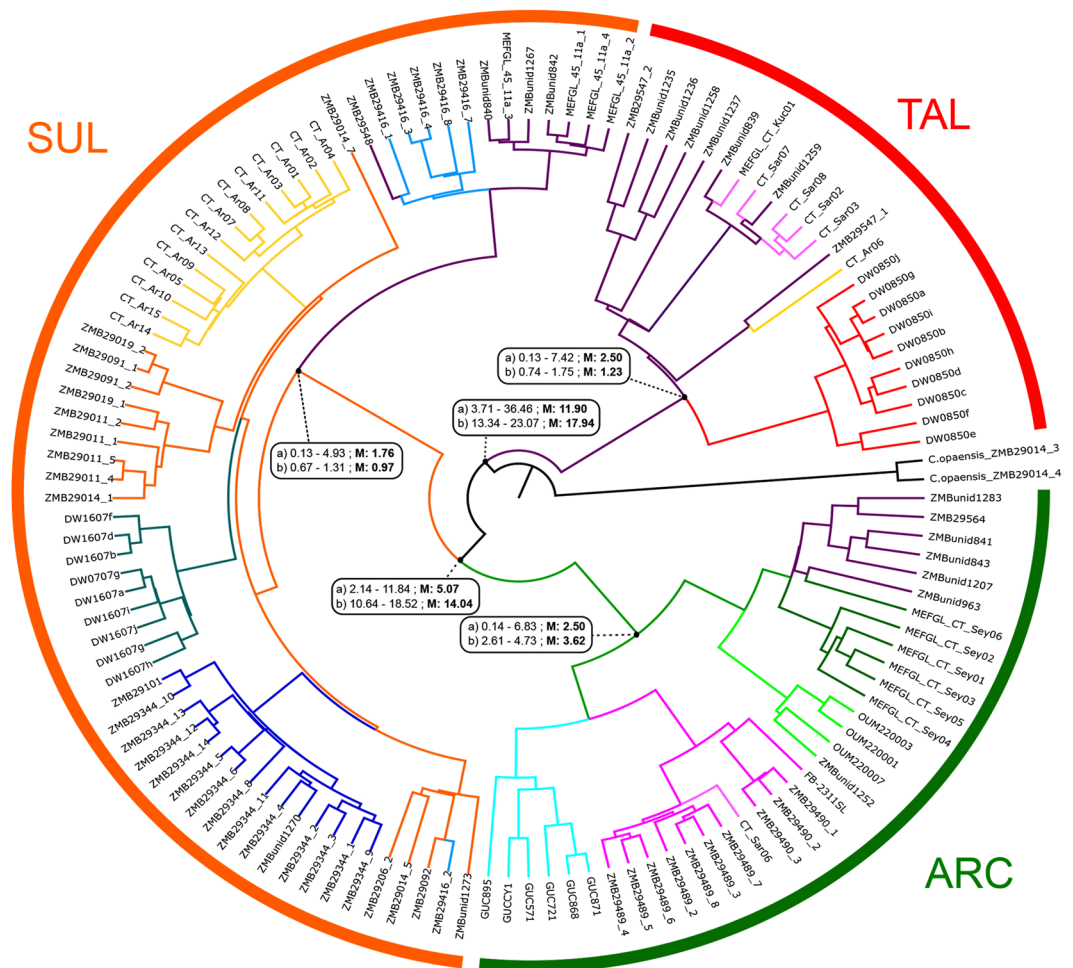 SUL
TAL
ARC
ZMB29548
ZMB29416_1
ZMB29416_3
ZMB29416_4
ZMB29416_8
ZMB29416_7
ZMBunid840
MEFGL_45_11a_3
ZMBunid1267
ZMBunid842
MEFGL_45_11a_1
MEFGL_45_11a_4
MEFGL_45_11a_2
ZMB29547_2
ZMBunid1235
ZMBunid1236
ZMBunid1258
ZMBunid1237
ZMBunid839
MEFGL_CT_Kuc01
CT_Sar07
ZMBunid1259
CT_Sar08
CT_Sar02
CT_Sar03
ZMB29547_1
CT_Ar06
DW0850j
DW0850g
DW0850a
DW0850i
DW0850b
DW0850h
DW0850d
DW0850c
DW0850f
DW0850e
C.opaensis_ZMB29014_3
C.opaensis_ZMB29014_4
ZMBunid1283
ZMB29564
ZMBunid841
ZMBunid843
ZMBunid1207
ZMBunid963
MEFGL_CT_Sey06
MEFGL_CT_Sey02
MEFGL_CT_Sey01
MEFGL_CT_Sey03
MEFGL_CT_Sey05
MEFGL_CT_Sey04
OUM220003
OUM220001
OUM220007
ZMBunid1252
FB-2311SL
ZMB29490_1
ZMB29490_2
ZMB29490_3
CT_Sar06
ZMB29489_7
ZMB29489_3
ZMB29489_8
ZMB29489_2
ZMB29489_6
ZMB29489_5
ZMB29489_4
GUC871
GUC868
GUC721
GUC571
GUCCY1
GUC895
ZMBunid1273
ZMB29416_2
ZMB29092
ZMB29014_5
ZMB29206_2
ZMB29344_9
ZMB29344_1
ZMB29344_3
ZMB29344_2
ZMBunid1270
ZMB29344_4
ZMB29344_11
ZMB29344_8
ZMB29344_6
ZMB29344_5
ZMB29344_14
ZMB29344_12
ZMB29344_13
ZMB29344_10
ZMB29101
DW1607h
DW1607g
DW1607j
DW1607i
DW1607a
DW0707g
DW1607b
DW1607d
DW1607f
ZMB29014_1
ZMB29011_4
ZMB29011_5
ZMB29011_1
ZMB29011_2
ZMB29019_1
ZMB29091_2
ZMB29091_1
ZMB29019_2
CT_Ar14
CT_Ar15
CT_Ar10
CT_Ar05
CT_Ar09
CT_Ar13
CT_Ar12
CT_Ar07
CT_Ar08
CT_Ar11
CT_Ar03
CT_Ar01
CT_Ar02
CT_Ar04
ZMB29014_7
a) 0.13 - 7.42 ; M: 2.50
b) 0.74 - 1.75 ; M: 1.23
a) 3.71 - 36.46 ; M: 11.90
b) 13.34 - 23.07 ; M: 17.94
a) 0.13 - 4.93 ; M: 1.76
b) 0.67 - 1.31 ; M: 0.97
a) 2.14 - 11.84 ; M: 5.07
b) 10.64 - 18.52 ; M: 14.04
a) 0.14 - 6.83 ; M: 2.50
b) 2.61 - 4.73 ; M: 3.62